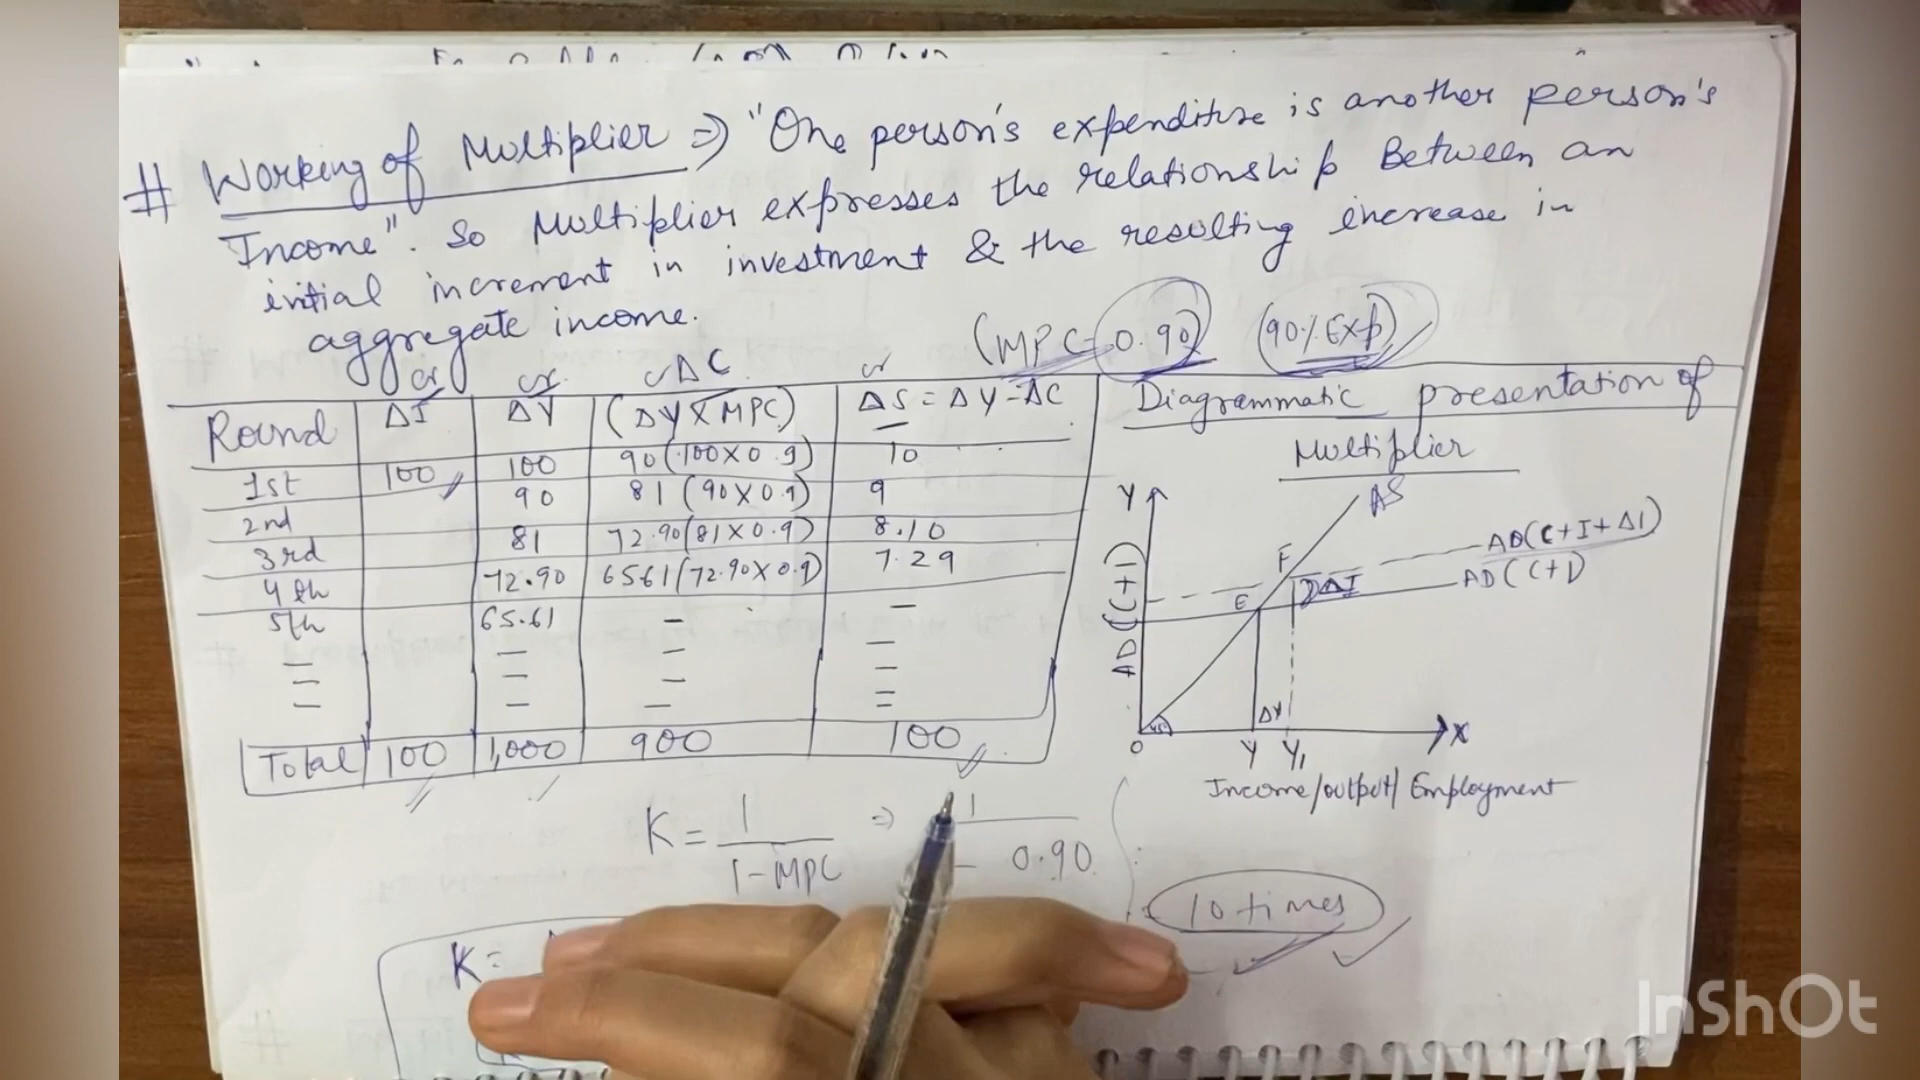 # Working of Multiplier => "One person's expenditure is another person's
Income". So Multiplier expresses the relationship Between an
initial increment in investment & the resulting increase in
aggregate income.
(MPC = 0.90) (90% Exp)
cr cr ΔC cr
Round ΔI ΔY (ΔY X MPC) ΔS = ΔY - ΔC
1st 100 100 90 (100 X 0.9) 10
2nd 90 81 (90 X 0.9) 9
3rd 81 72.90 (81 X 0.9) 8.10
4th 72.90 6561 (72.90 X 0.9) 7.29
5th 65.61 — —
— — — —
— — — —
— — — —
Total 100 1,000 900 100
Diagrammatic presentation of
Multiplier
Y
AS
AD (C+I+ΔI)
AD (C+I)
F
E
ΔI
AD (C+I)
45°
ΔY
O Y Y₁ X
Income/output/Employment
K = 1 / 1 - MPC => 1 / - 0.90
10 times
K =
InShOt